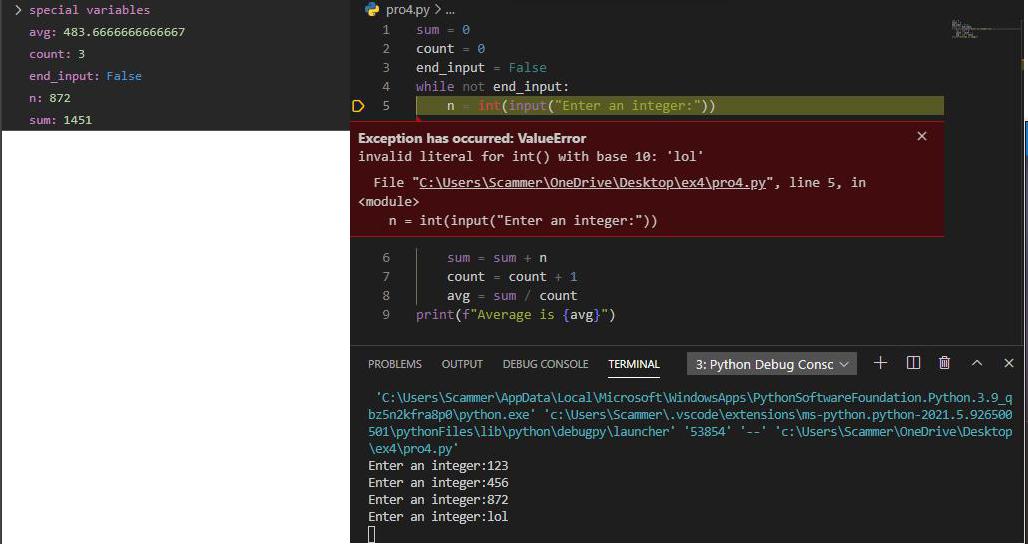 special variables
avg: 483.6666666666667
count: 3
end_input: False
n: 872
sum: 1451
pro4.py > ...
1 sum = 0
2 count = 0
3 end_input = False
4 while not end_input:
5 n = int(input("Enter an integer:"))
Exception has occurred: ValueError
invalid literal for int() with base 10: 'lol'
File "C:\Users\Scammer\OneDrive\Desktop\ex4\pro4.py", line 5, in
<module>
n = int(input("Enter an integer:"))
6 sum = sum + n
7 count = count + 1
8 avg = sum / count
9 print(f"Average is {avg}")
PROBLEMS OUTPUT DEBUG CONSOLE TERMINAL 3: Python Debug Consc
'C:\Users\Scammer\AppData\Local\Microsoft\WindowsApps\PythonSoftwareFoundation.Python.3.9_q
bz5n2kfra8p0\python.exe' 'c:\Users\Scammer\.vscode\extensions\ms-python.python-2021.5.926500
501\pythonFiles\lib\python\debugpy\launcher' '53854' '--' 'c:\Users\Scammer\OneDrive\Desktop
\ex4\pro4.py'
Enter an integer:123
Enter an integer:456
Enter an integer:872
Enter an integer:lol